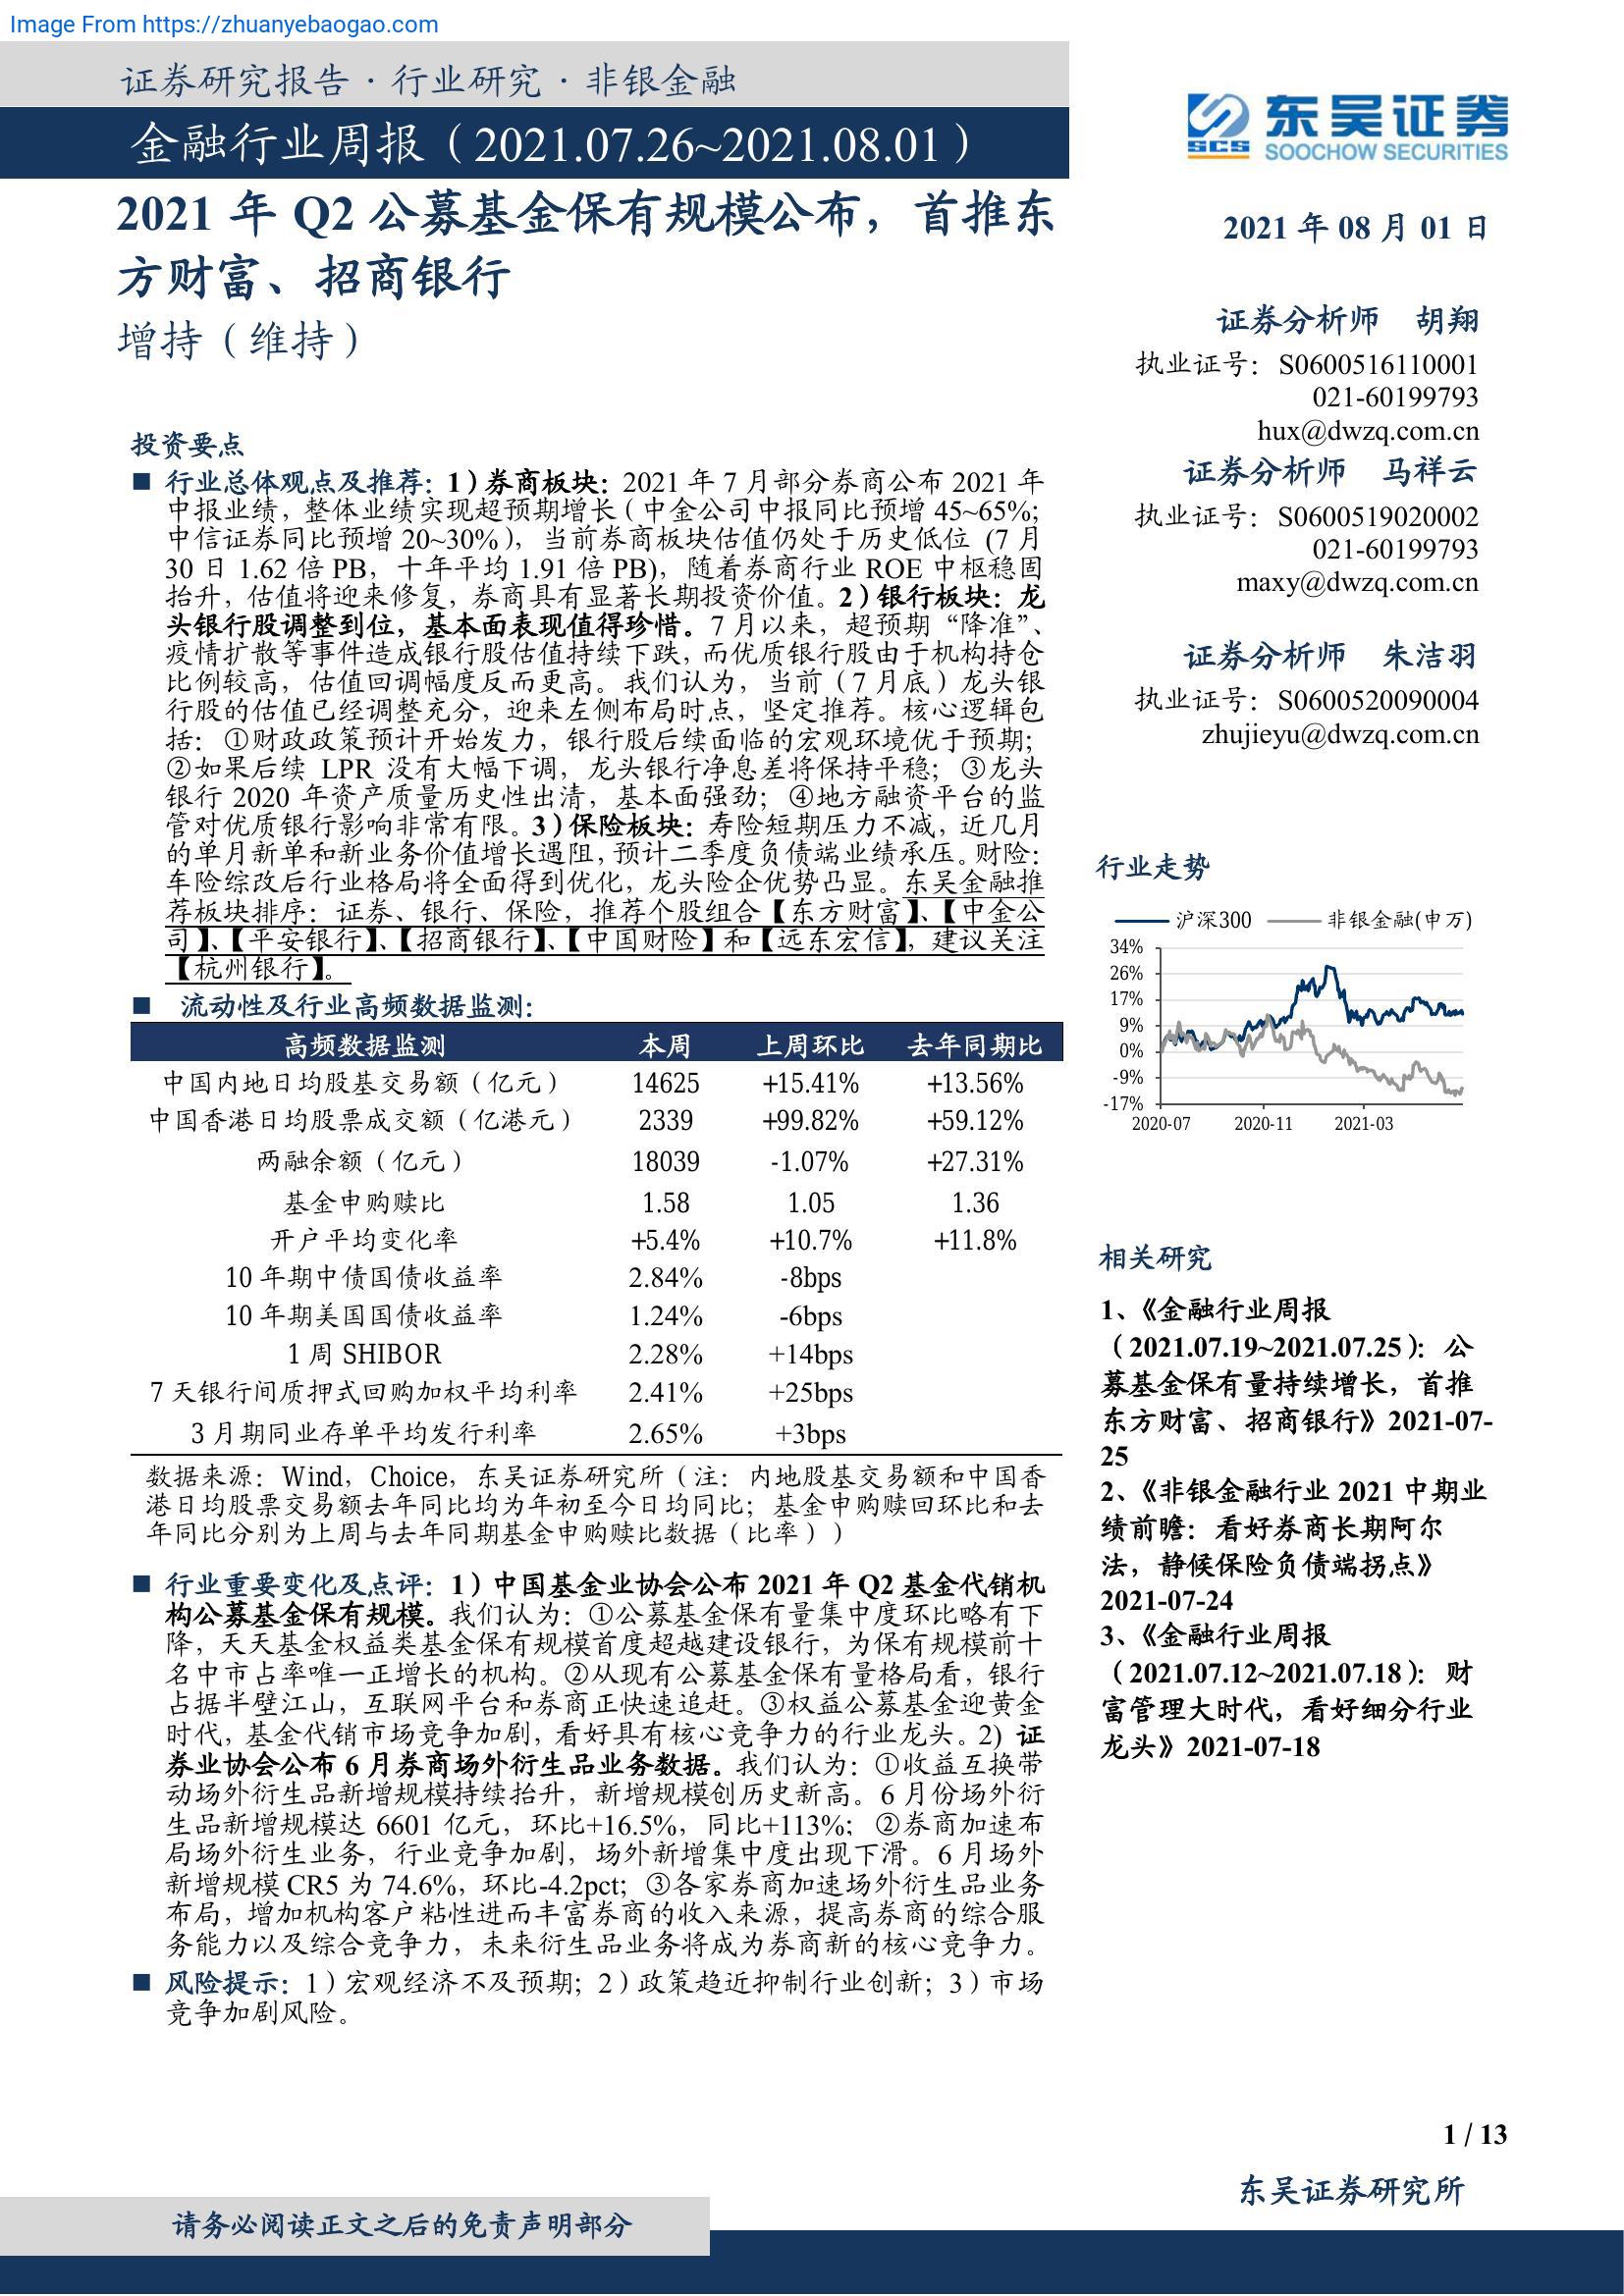 Image From https://zhuanyebaogao.com
证券研究报告·行业研究·非银金融
金融行业周报（2021.07.26~2021.08.01）
东吴证券
SCS SOOCHOW SECURITIES
2021 年 Q2 公募基金保有规模公布，首推东
方财富、招商银行
增持（维持）
2021 年 08 月 01 日
证券分析师 胡翔
执业证号：S0600516110001
021-60199793
hux@dwzq.com.cn
证券分析师 马祥云
执业证号：S0600519020002
021-60199793
maxy@dwzq.com.cn
证券分析师 朱洁羽
执业证号：S0600520090004
zhujieyu@dwzq.com.cn
投资要点
■ 行业总体观点及推荐：1）券商板块：2021 年 7 月部分券商公布 2021 年
中报业绩，整体业绩实现超预期增长（中金公司中报同比预增 45~65%；
中信证券同比预增 20~30%），当前券商板块估值仍处于历史低位 (7 月
30 日 1.62 倍 PB，十年平均 1.91 倍 PB)，随着券商行业 ROE 中枢稳固
抬升，估值将迎来修复，券商具有显著长期投资价值。2）银行板块：龙
头银行股调整到位，基本面表现值得珍惜。7 月以来，超预期“降准”、
疫情扩散等事件造成银行股估值持续下跌，而优质银行股由于机构持仓
比例较高，估值回调幅度反而更高。我们认为，当前（7 月底）龙头银
行股的估值已经调整充分，迎来左侧布局时点，坚定推荐。核心逻辑包
括：①财政政策预计开始发力，银行股后续面临的宏观环境优于预期；
②如果后续 LPR 没有大幅下调，龙头银行净息差将保持平稳；③龙头
银行 2020 年资产质量历史性出清，基本面强劲；④地方融资平台的监
管对优质银行影响非常有限。3）保险板块：寿险短期压力不减，近几月
的单月新单和新业务价值增长遇阻，预计二季度负债端业绩承压。财险：
车险综改后行业格局将全面得到优化，龙头险企优势凸显。东吴金融推
荐板块排序：证券、银行、保险，推荐个股组合【东方财富】、【中金公
司】、【平安银行】、【招商银行】、【中国财险】和【远东宏信】，建议关注
【杭州银行】。
■ 流动性及行业高频数据监测：
高频数据监测 本周 上周环比 去年同期比
中国内地日均股基交易额（亿元） 14625 +15.41% +13.56%
中国香港日均股票成交额（亿港元） 2339 +99.82% +59.12%
两融余额（亿元） 18039 -1.07% +27.31%
基金申购赎比 1.58 1.05 1.36
开户平均变化率 +5.4% +10.7% +11.8%
10 年期中债国债收益率 2.84% -8bps
10 年期美国国债收益率 1.24% -6bps
1 周 SHIBOR 2.28% +14bps
7 天银行间质押式回购加权平均利率 2.41% +25bps
3 月期同业存单平均发行利率 2.65% +3bps
数据来源：Wind，Choice，东吴证券研究所（注：内地股基交易额和中国香
港日均股票交易额去年同比均为年初至今日均同比；基金申购赎回环比和去
年同比分别为上周与去年同期基金申购赎比数据（比率））
■ 行业重要变化及点评：1）中国基金业协会公布 2021 年 Q2 基金代销机
构公募基金保有规模。我们认为：①公募基金保有量集中度环比略有下
降，天天基金权益类基金保有规模首度超越建设银行，为保有规模前十
名中市占率唯一正增长的机构。②从现有公募基金保有量格局看，银行
占据半壁江山，互联网平台和券商正快速追赶。③权益公募基金迎黄金
时代，基金代销市场竞争加剧，看好具有核心竞争力的行业龙头。2) 证
券业协会公布 6 月券商场外衍生品业务数据。我们认为：①收益互换带
动场外衍生品新增规模持续抬升，新增规模创历史新高。6 月份场外衍
生品新增规模达 6601 亿元，环比+16.5%，同比+113%；②券商加速布
局场外衍生业务，行业竞争加剧，场外新增集中度出现下滑。6 月场外
新增规模 CR5 为 74.6%，环比-4.2pct；③各家券商加速场外衍生品业务
布局，增加机构客户粘性进而丰富券商的收入来源，提高券商的综合服
务能力以及综合竞争力，未来衍生品业务将成为券商新的核心竞争力。
■ 风险提示：1）宏观经济不及预期；2）政策趋近抑制行业创新；3）市场
竞争加剧风险。
行业走势
沪深300 非银金融(申万)
34%
26%
17%
9%
0%
-9%
-17%
2020-07 2020-11 2021-03
相关研究
1、《金融行业周报
（2021.07.19~2021.07.25）：公
募基金保有量持续增长，首推
东方财富、招商银行》2021-07-
25
2、《非银金融行业 2021 中期业
绩前瞻：看好券商长期阿尔
法，静候保险负债端拐点》
2021-07-24
3、《金融行业周报
（2021.07.12~2021.07.18）：财
富管理大时代，看好细分行业
龙头》2021-07-18
1 / 13
东吴证券研究所
请务必阅读正文之后的免责声明部分